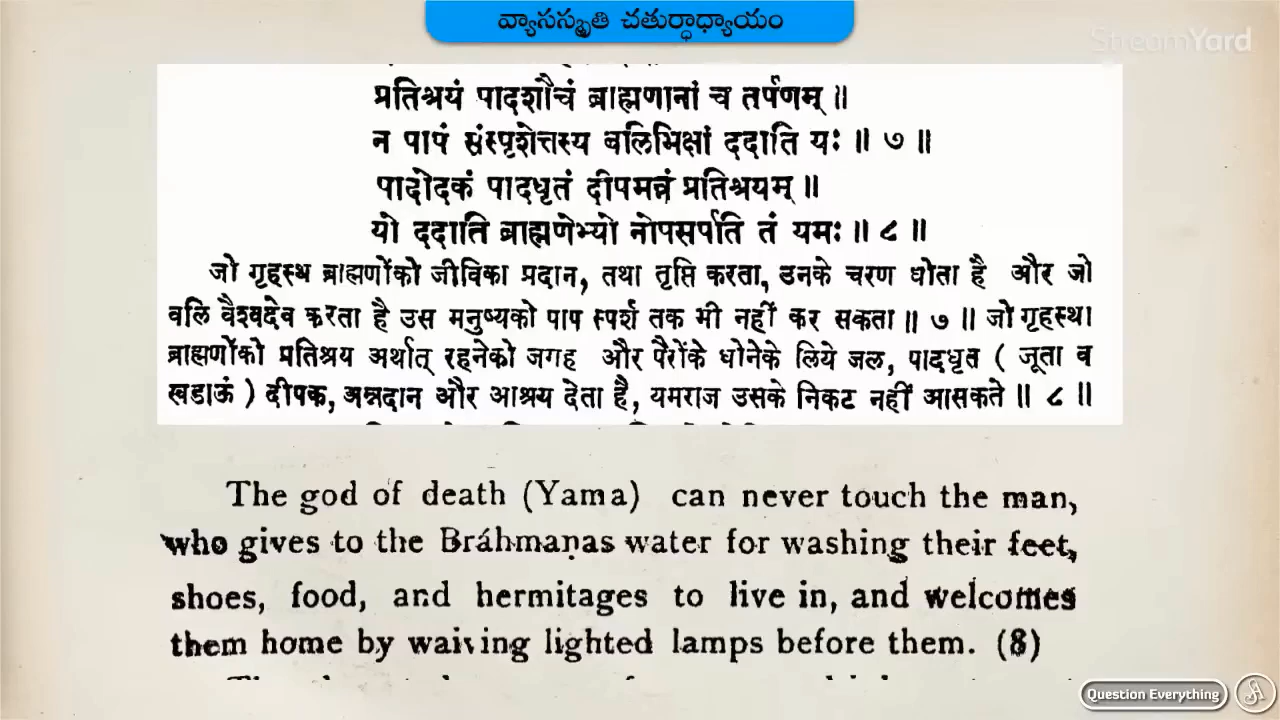 వ్యాసస్మృతి చతుర్ధాధ్యాయం
StreamYard
प्रतिश्रयं पादशौचं ब्राह्मणानां च तर्पणम् ॥
न पापं संस्पृशेत्तस्य बलिभिक्षां ददाति यः ॥ ७ ॥
पादोदकं पादधृतं दीपमन्नं प्रतिश्रयम् ॥
यो ददाति ब्राह्मणेभ्यो नोपसर्पति तं यमः ॥ ८ ॥
जो गृहस्थ ब्राह्मणोंको जीविका प्रदान, तथा तृप्ति करता, उनके चरण धोता है और जो
वलि वैश्वदेव करता है उस मनुष्यको पाप स्पर्श तक भी नहीं कर सकता ॥ ७ ॥ जो गृहस्था
ब्राह्मणोंको प्रतिश्रय अर्थात् रहनेको जगह और पैरोंके धोनेके लिये जल, पादधृत ( जूता व
खडाऊं ) दीपक, अन्नदान और आश्रय देता है, यमराज उसके निकट नहीं आसकते ॥ ८ ॥
The god of death (Yama) can never touch the man,
who gives to the Bráhmaṇas water for washing their feet,
shoes, food, and hermitages to live in, and welcomes
them home by waiving lighted lamps before them. (8)
Question Everything